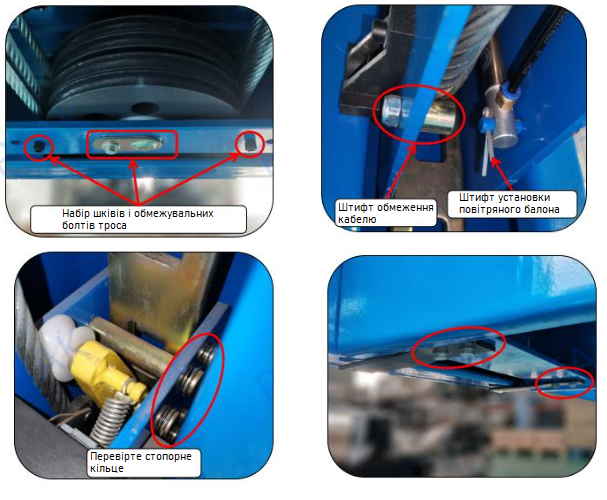 Набір шківів і обмежувальних
болтів троса
Штифт обмеження
кабелю
Штифт установки
повітряного балона
Перевірте стопорне
кільце